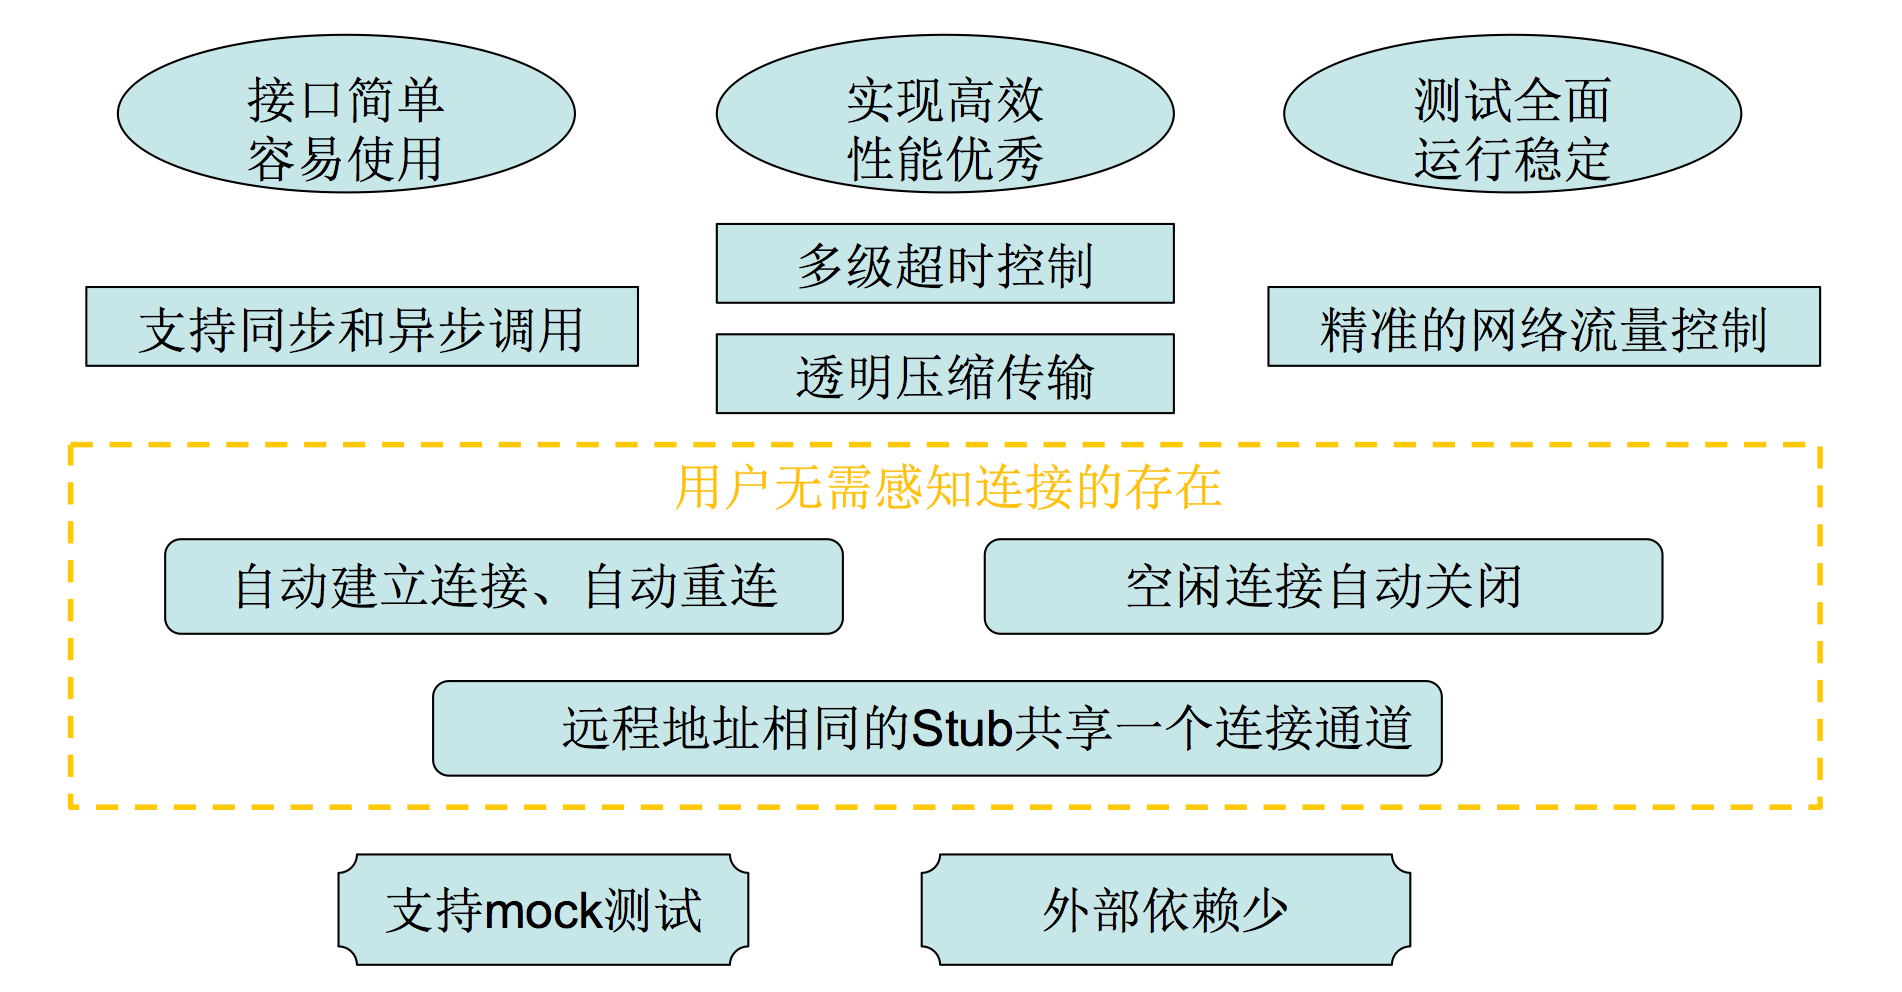 接口简单
容易使用
实现高效
性能优秀
测试全面
运行稳定
多级超时控制
支持同步和异步调用
精准的网络流量控制
透明压缩传输
用户无需感知连接的存在
自动建立连接、自动重连
空闲连接自动关闭
远程地址相同的Stub共享一个连接通道
支持mock测试
外部依赖少